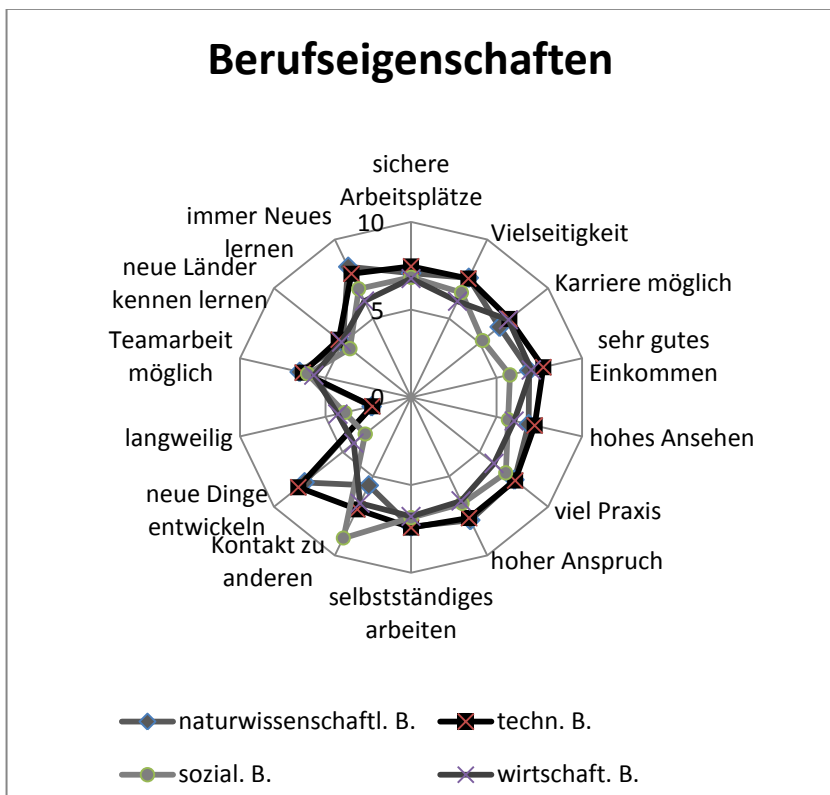 Berufseigenschaften
sichere
Arbeitsplätze
Vielseitigkeit
Karriere möglich
sehr gutes
Einkommen
hohes Ansehen
viel Praxis
hoher Anspruch
selbstständiges
arbeiten
Kontakt zu
anderen
neue Dinge
entwickeln
langweilig
Teamarbeit
möglich
neue Länder
kennen lernen
immer Neues
lernen
10
5
0
naturwissenschaftl. B.
techn. B.
sozial. B.
wirtschaft. B.